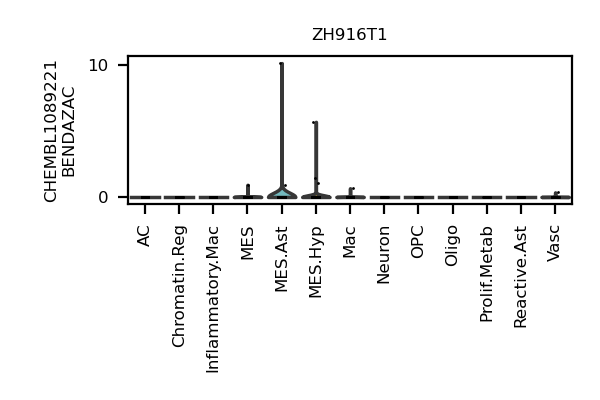 ZH916T1
CHEMBL1089221
BENDAZAC
10
0
AC
Chromatin.Reg
Inflammatory.Mac
MES
MES.Ast
MES.Hyp
Mac
Neuron
OPC
Oligo
Prolif.Metab
Reactive.Ast
Vasc